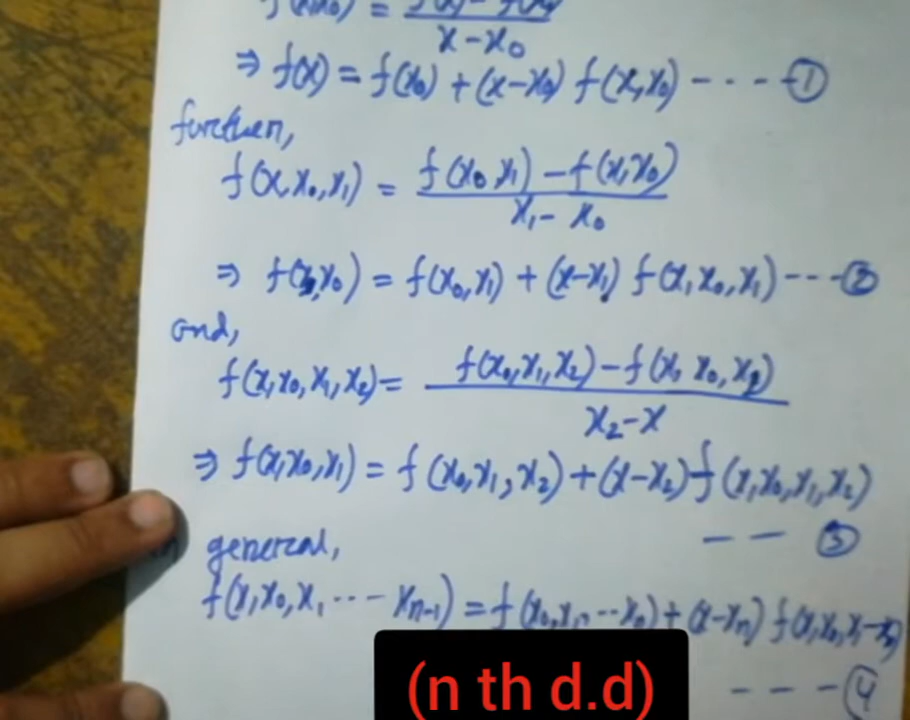 x-x₀
⇒ f(x) = f(x₀) + (x-x₀) f(x,x₀) ---- ①
further,
f(x,x₀,x₁) = f(x₀,x₁) - f(x,x₀)
x₁ - x₀
⇒ f(x,x₀) = f(x₀,x₁) + (x-x₁) f(x,x₀,x₁) --- ②
and,
f(x,x₀,x₁,x₂) = f(x₀,x₁,x₂) - f(x, x₀,x₁)
x₂-x
⇒ f(x,x₀,x₁) = f(x₀,x₁,x₂) + (x-x₂) f(x,x₀,x₁,x₂)
-- ③
general,
f(x,x₀,x₁ ---- xₙ₋₁) = f(x₀,x₁,--xₙ) + (x-xₙ) f(x,x₀,x₁-xₙ)
(n th d.d)
--- ④